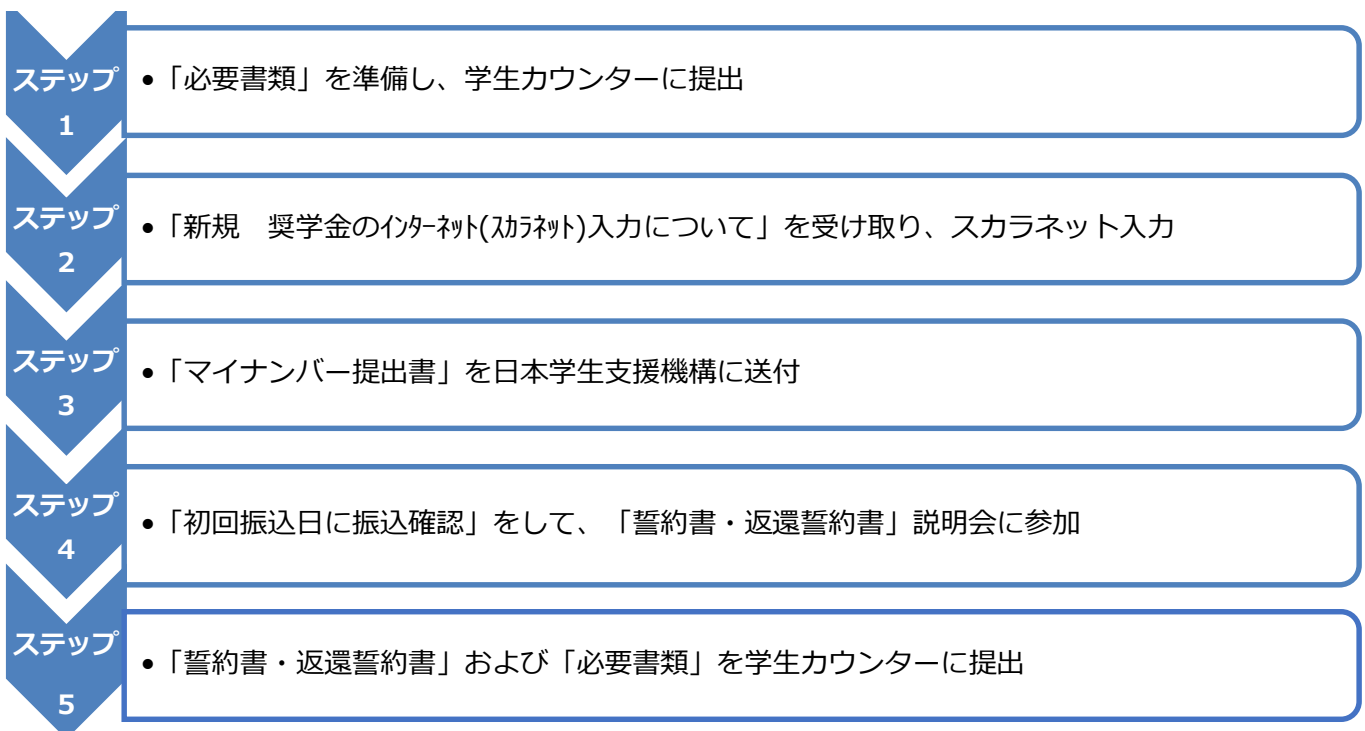 ステップ
1
•「必要書類」を準備し、学生カウンターに提出
ステップ
2
•「新規　奨学金のｲﾝﾀｰﾈｯﾄ(ｽｶﾗﾈｯﾄ)入力について」を受け取り、スカラネット入力
ステップ
3
•「マイナンバー提出書」を日本学生支援機構に送付
ステップ
4
•「初回振込日に振込確認」をして、「誓約書・返還誓約書」説明会に参加
ステップ
5
•「誓約書・返還誓約書」および「必要書類」を学生カウンターに提出